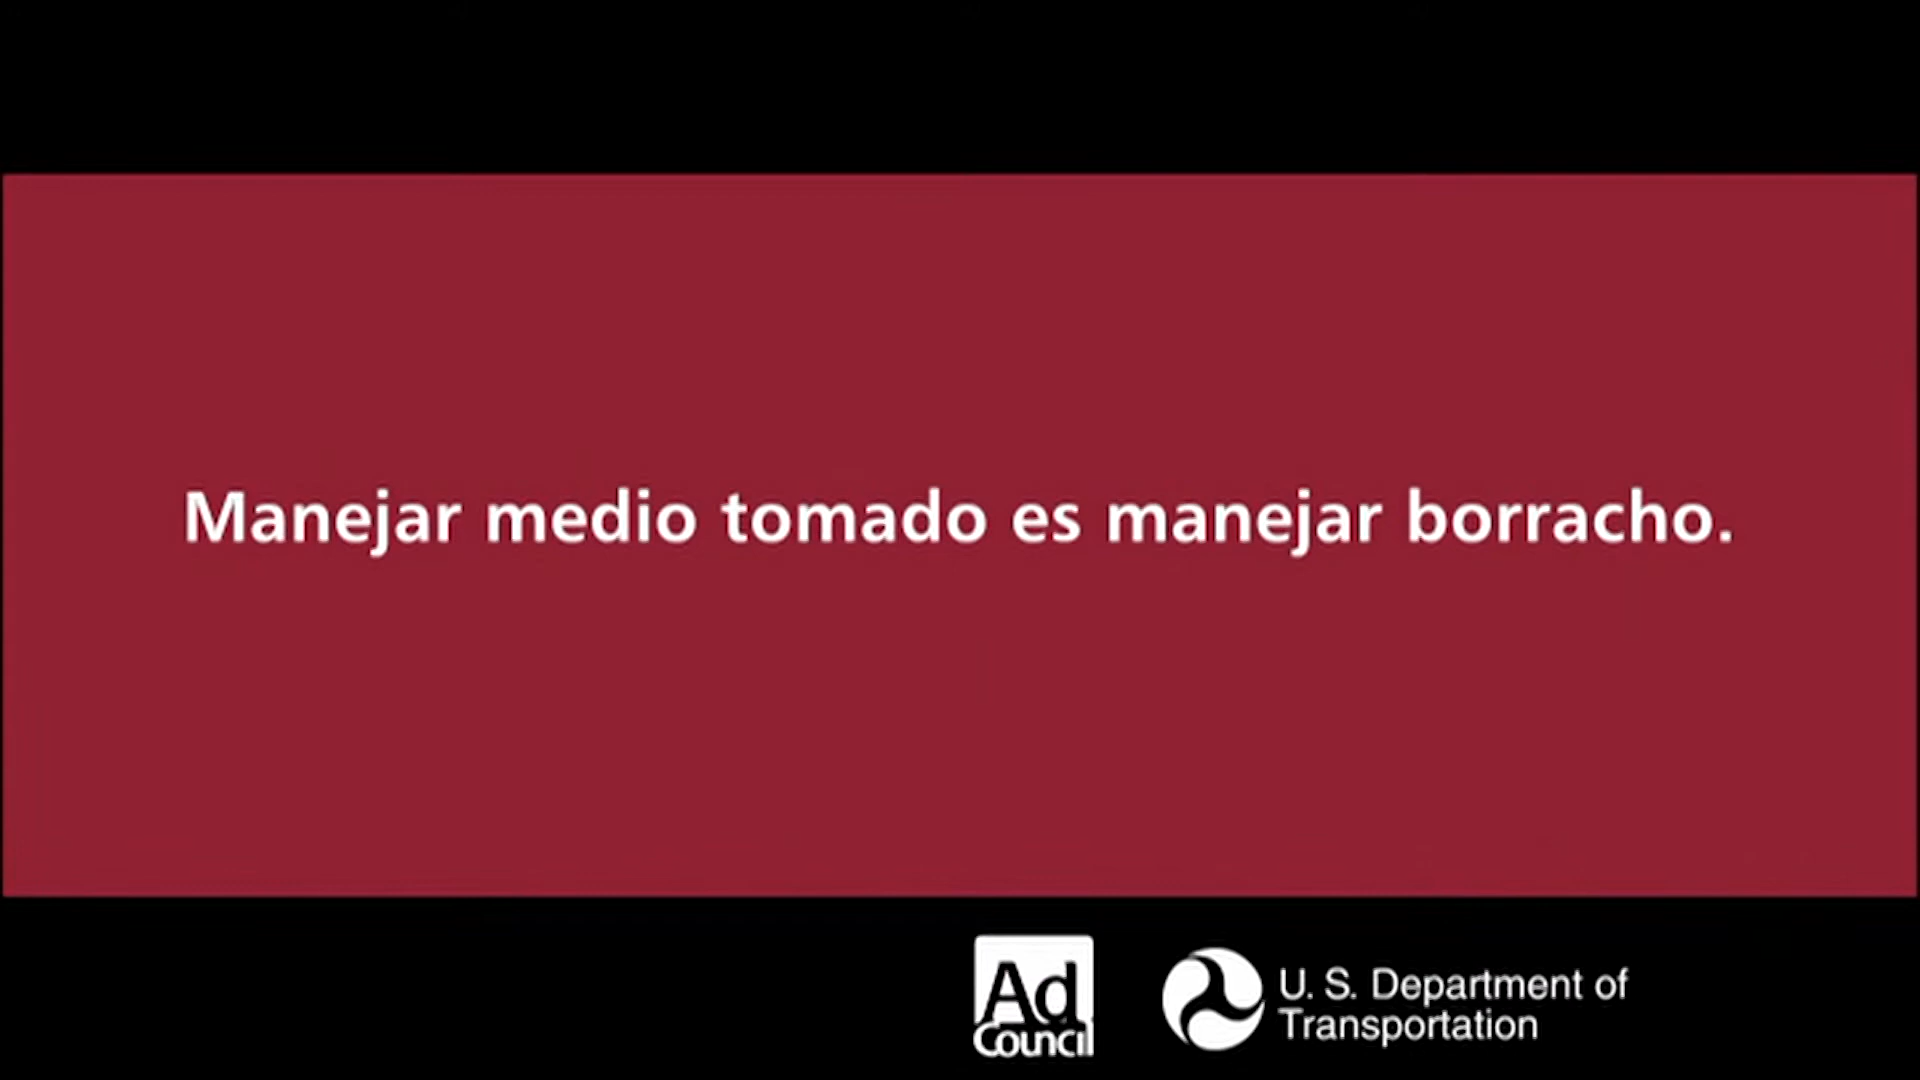 Manejar medio tomado es manejar borracho.
Ad
Council
U. S. Department of
Transportation